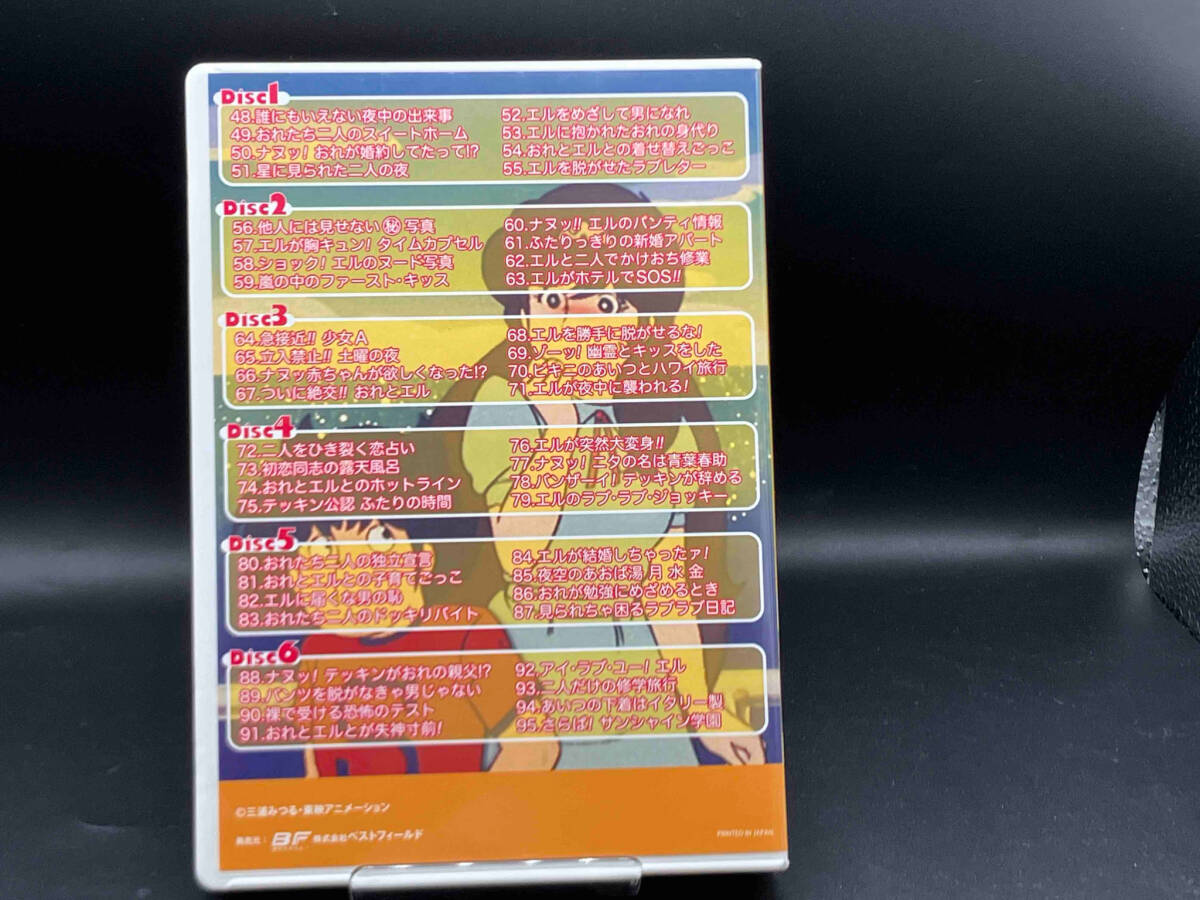 Disc1
48.誰にもいえない夜中の出来事
49.おれたち二人のスイートホーム
50.ナヌッ! おれが婚約してたって!?
51.星に見られた二人の夜
52.エルをめざして男になれ
53.エルに抱かれたおれの身代り
54.おれとエルとの着せ替えごっこ
55.エルを脱がせたラブレター
Disc2
56.他人には見せない㊙写真
57.エルが胸キュン! タイムカプセル
58.ショック! エルのヌード写真
59.嵐の中のファースト・キッス
60.ナヌッ!! エルのパンティ情報
61.ふたりっきりの新婚アパート
62.エルと二人でかけおち修業
63.エルがホテルでSOS!!
Disc3
64.急接近!! 少女A
65.立入禁止!! 土曜の夜
66.ナヌッ赤ちゃんが欲しくなった!?
67.ついに絶交!! おれとエル
68.エルを勝手に脱がせるな!
69.ゾーッ! 幽霊とキッスをした
70.ビキニのあいつとハワイ旅行
71.エルが夜中に襲われる!
Disc4
72.二人をひき裂く恋占い
73.初恋同志の露天風呂
74.おれとエルとのホットライン
75.テッキン公認 ふたりの時間
76.エルが突然大変身!!
77.ナヌッ! ニタの名は青葉春助
78.バンザーイ! テッキンが辞める
79.エルのラブ・ラブ・ジョッキー
Disc5
80.おれたち二人の独立宣言
81.おれとエルとの子育てごっこ
82.エルに届くな男の恥
83.おれたち二人のドッキリバイト
84.エルが結婚しちゃったァ!
85.夜空のあおば湯 月 水 金
86.おれが勉強にめざめるとき
87.見られちゃ困るラブラブ日記
Disc6
88.ナヌッ! テッキンがおれの親父!?
89.パンツを脱がなきゃ男じゃない
90.裸で受ける恐怖のテスト
91.おれとエルとが失神寸前!
92.アイ・ラブ・ユー! エル
93.二人だけの修学旅行
94.あいつの下着はイタリー製
95.さらば! サンシャイン学園
©三浦みつる・東映アニメーション
発売元: BF 株式会社ベストフィールド
PRINTED IN JAPAN